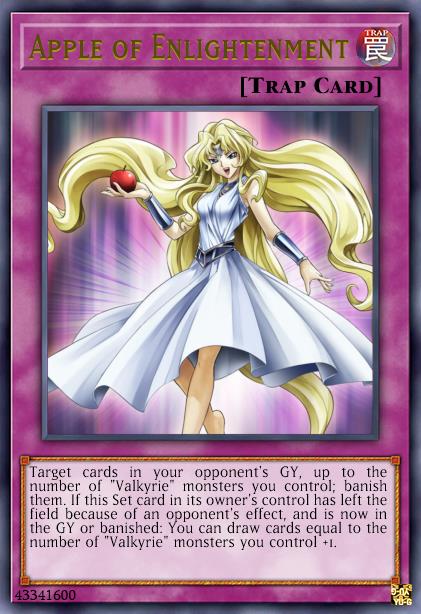 Apple of Enlightenment
TRAP
罠
[Trap Card]
Target cards in your opponent's GY, up to the
number of "Valkyrie" monsters you control; banish
them. If this Set card in its owner's control has left the
field because of an opponent's effect, and is now in
the GY or banished: You can draw cards equal to the
number of "Valkyrie" monsters you control +1.
43341600